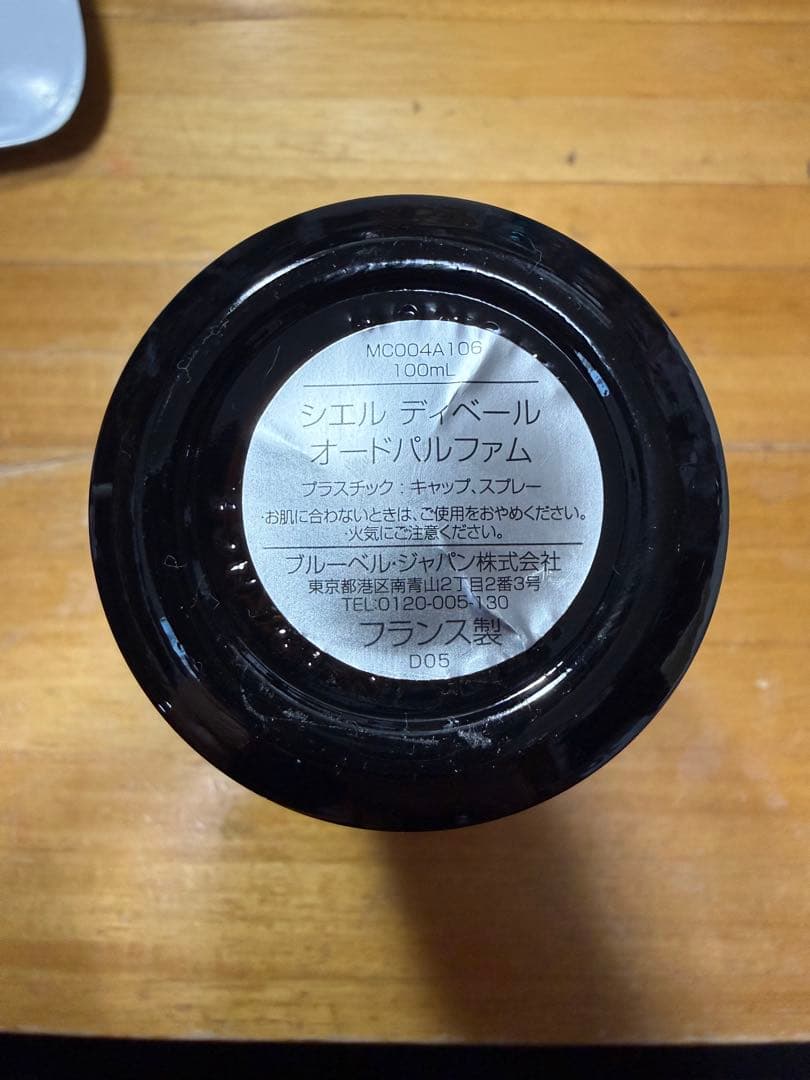 MC004A106
100mL
シエル ディベール
オードパルファム
プラスチック : キャップ、スプレー
・お肌に合わないときは、ご使用をおやめください。
・火気にご注意ください。
ブルーベル・ジャパン株式会社
東京都港区南青山2丁目2番3号
TEL:0120-005-130
フランス製
D05